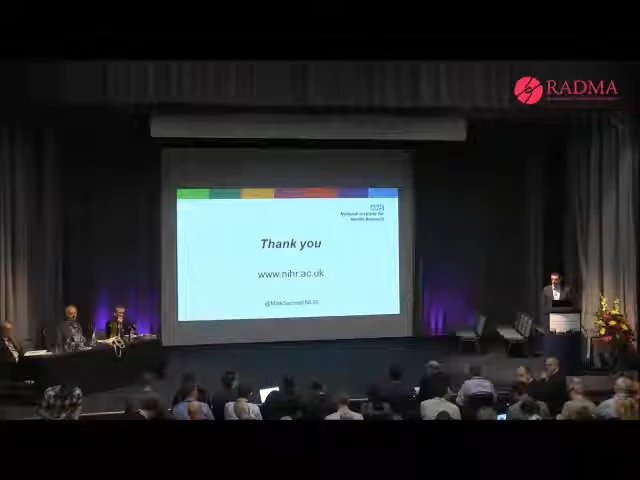 RADMA
NHS
National Institute for
Health Research
Thank you
www.nihr.ac.uk